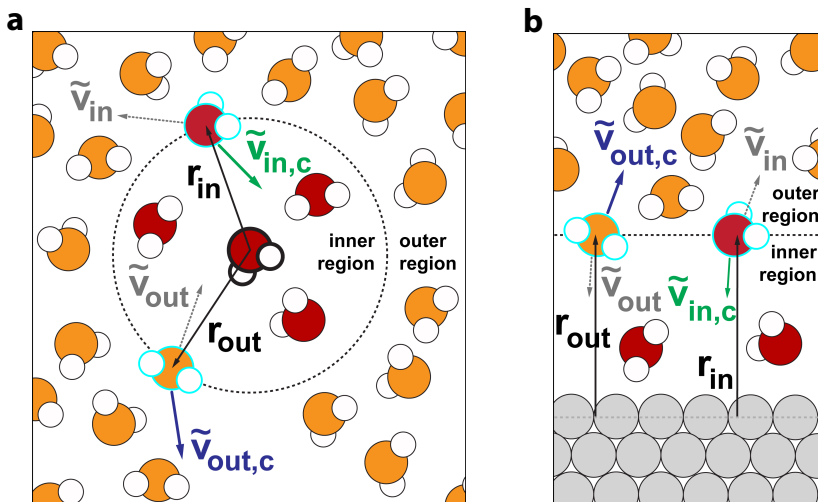 a
ṽin
ṽin,c
rin
inner
region
outer
region
ṽout
rout
ṽout,c
b
ṽout,c
ṽin
outer
region
inner
region
ṽout
ṽin,c
rout
rin